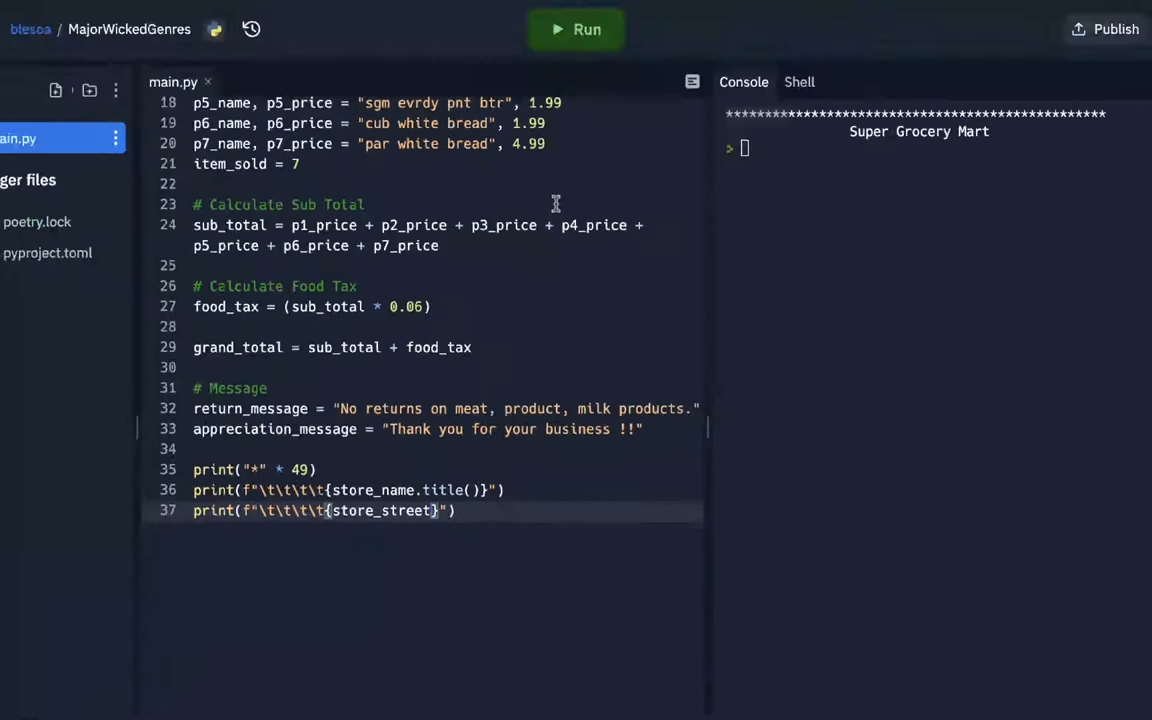 blesoa / MajorWickedGenres
Run
Publish
main.py ×
Console
Shell
ain.py
ger files
poetry.lock
pyproject.toml
18 p5_name, p5_price = "sgm evrdy pnt btr", 1.99
19 p6_name, p6_price = "cub white bread", 1.99
20 p7_name, p7_price = "par white bread", 4.99
21 item_sold = 7
22
23 # Calculate Sub Total
24 sub_total = p1_price + p2_price + p3_price + p4_price +
p5_price + p6_price + p7_price
25
26 # Calculate Food Tax
27 food_tax = (sub_total * 0.06)
28
29 grand_total = sub_total + food_tax
30
31 # Message
32 return_message = "No returns on meat, product, milk products."
33 appreciation_message = "Thank you for your business !!"
34
35 print("*" * 49)
36 print(f"\t\t\t\t{store_name.title()}")
37 print(f"\t\t\t\t{store_street}")
*************************************************
Super Grocery Mart
>